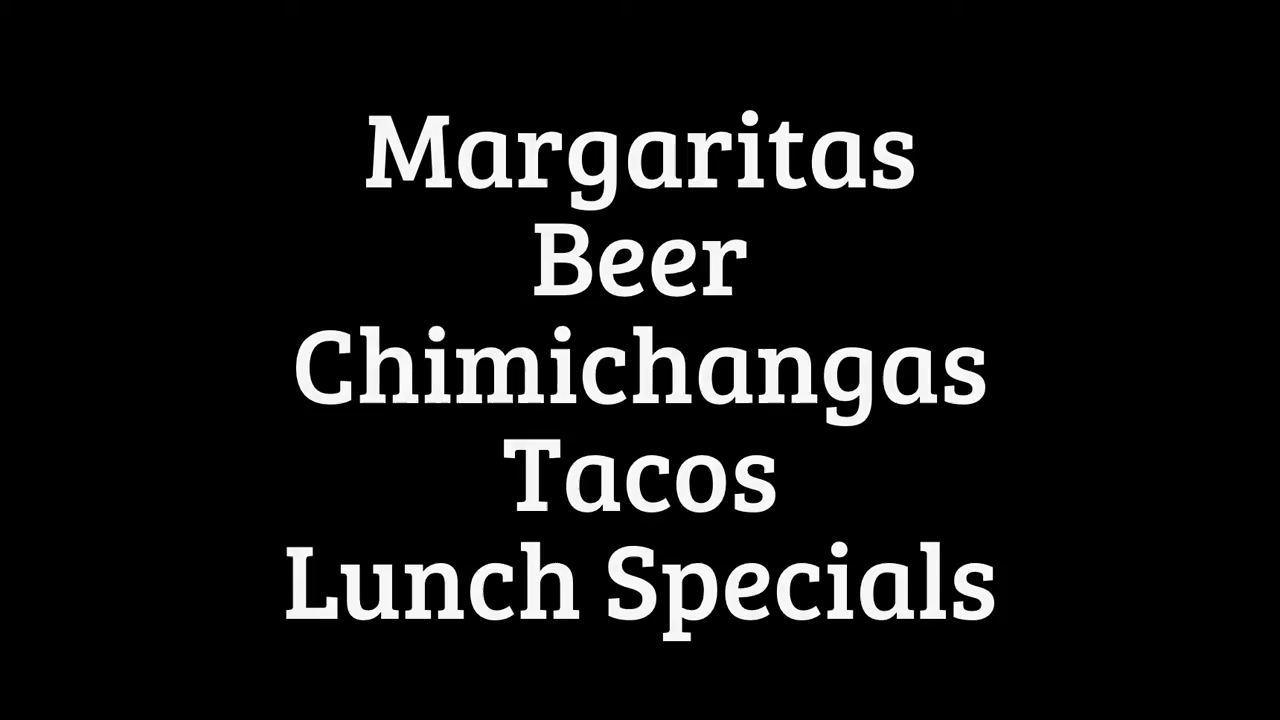 Margaritas
Beer
Chimichangas
Tacos
Lunch Specials